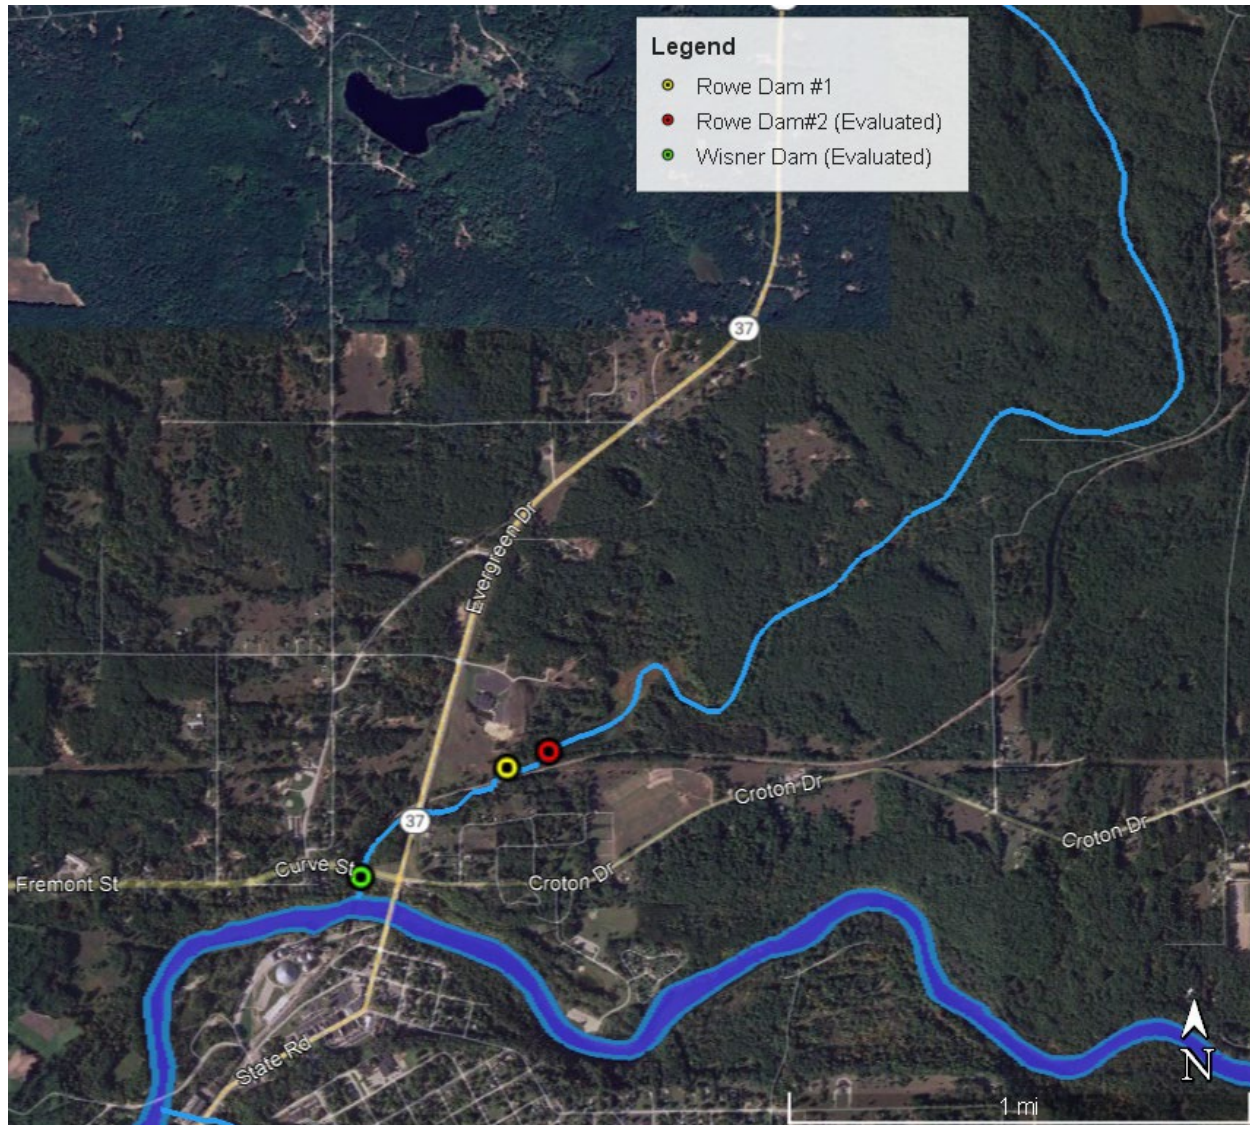 Legend
Rowe Dam #1
Rowe Dam#2 (Evaluated)
Wisner Dam (Evaluated)
37
Evergreen Dr
Croton Dr
37
Croton Dr
Curve St
Croton Dr
Fremont St
State Rd
N
1 mi